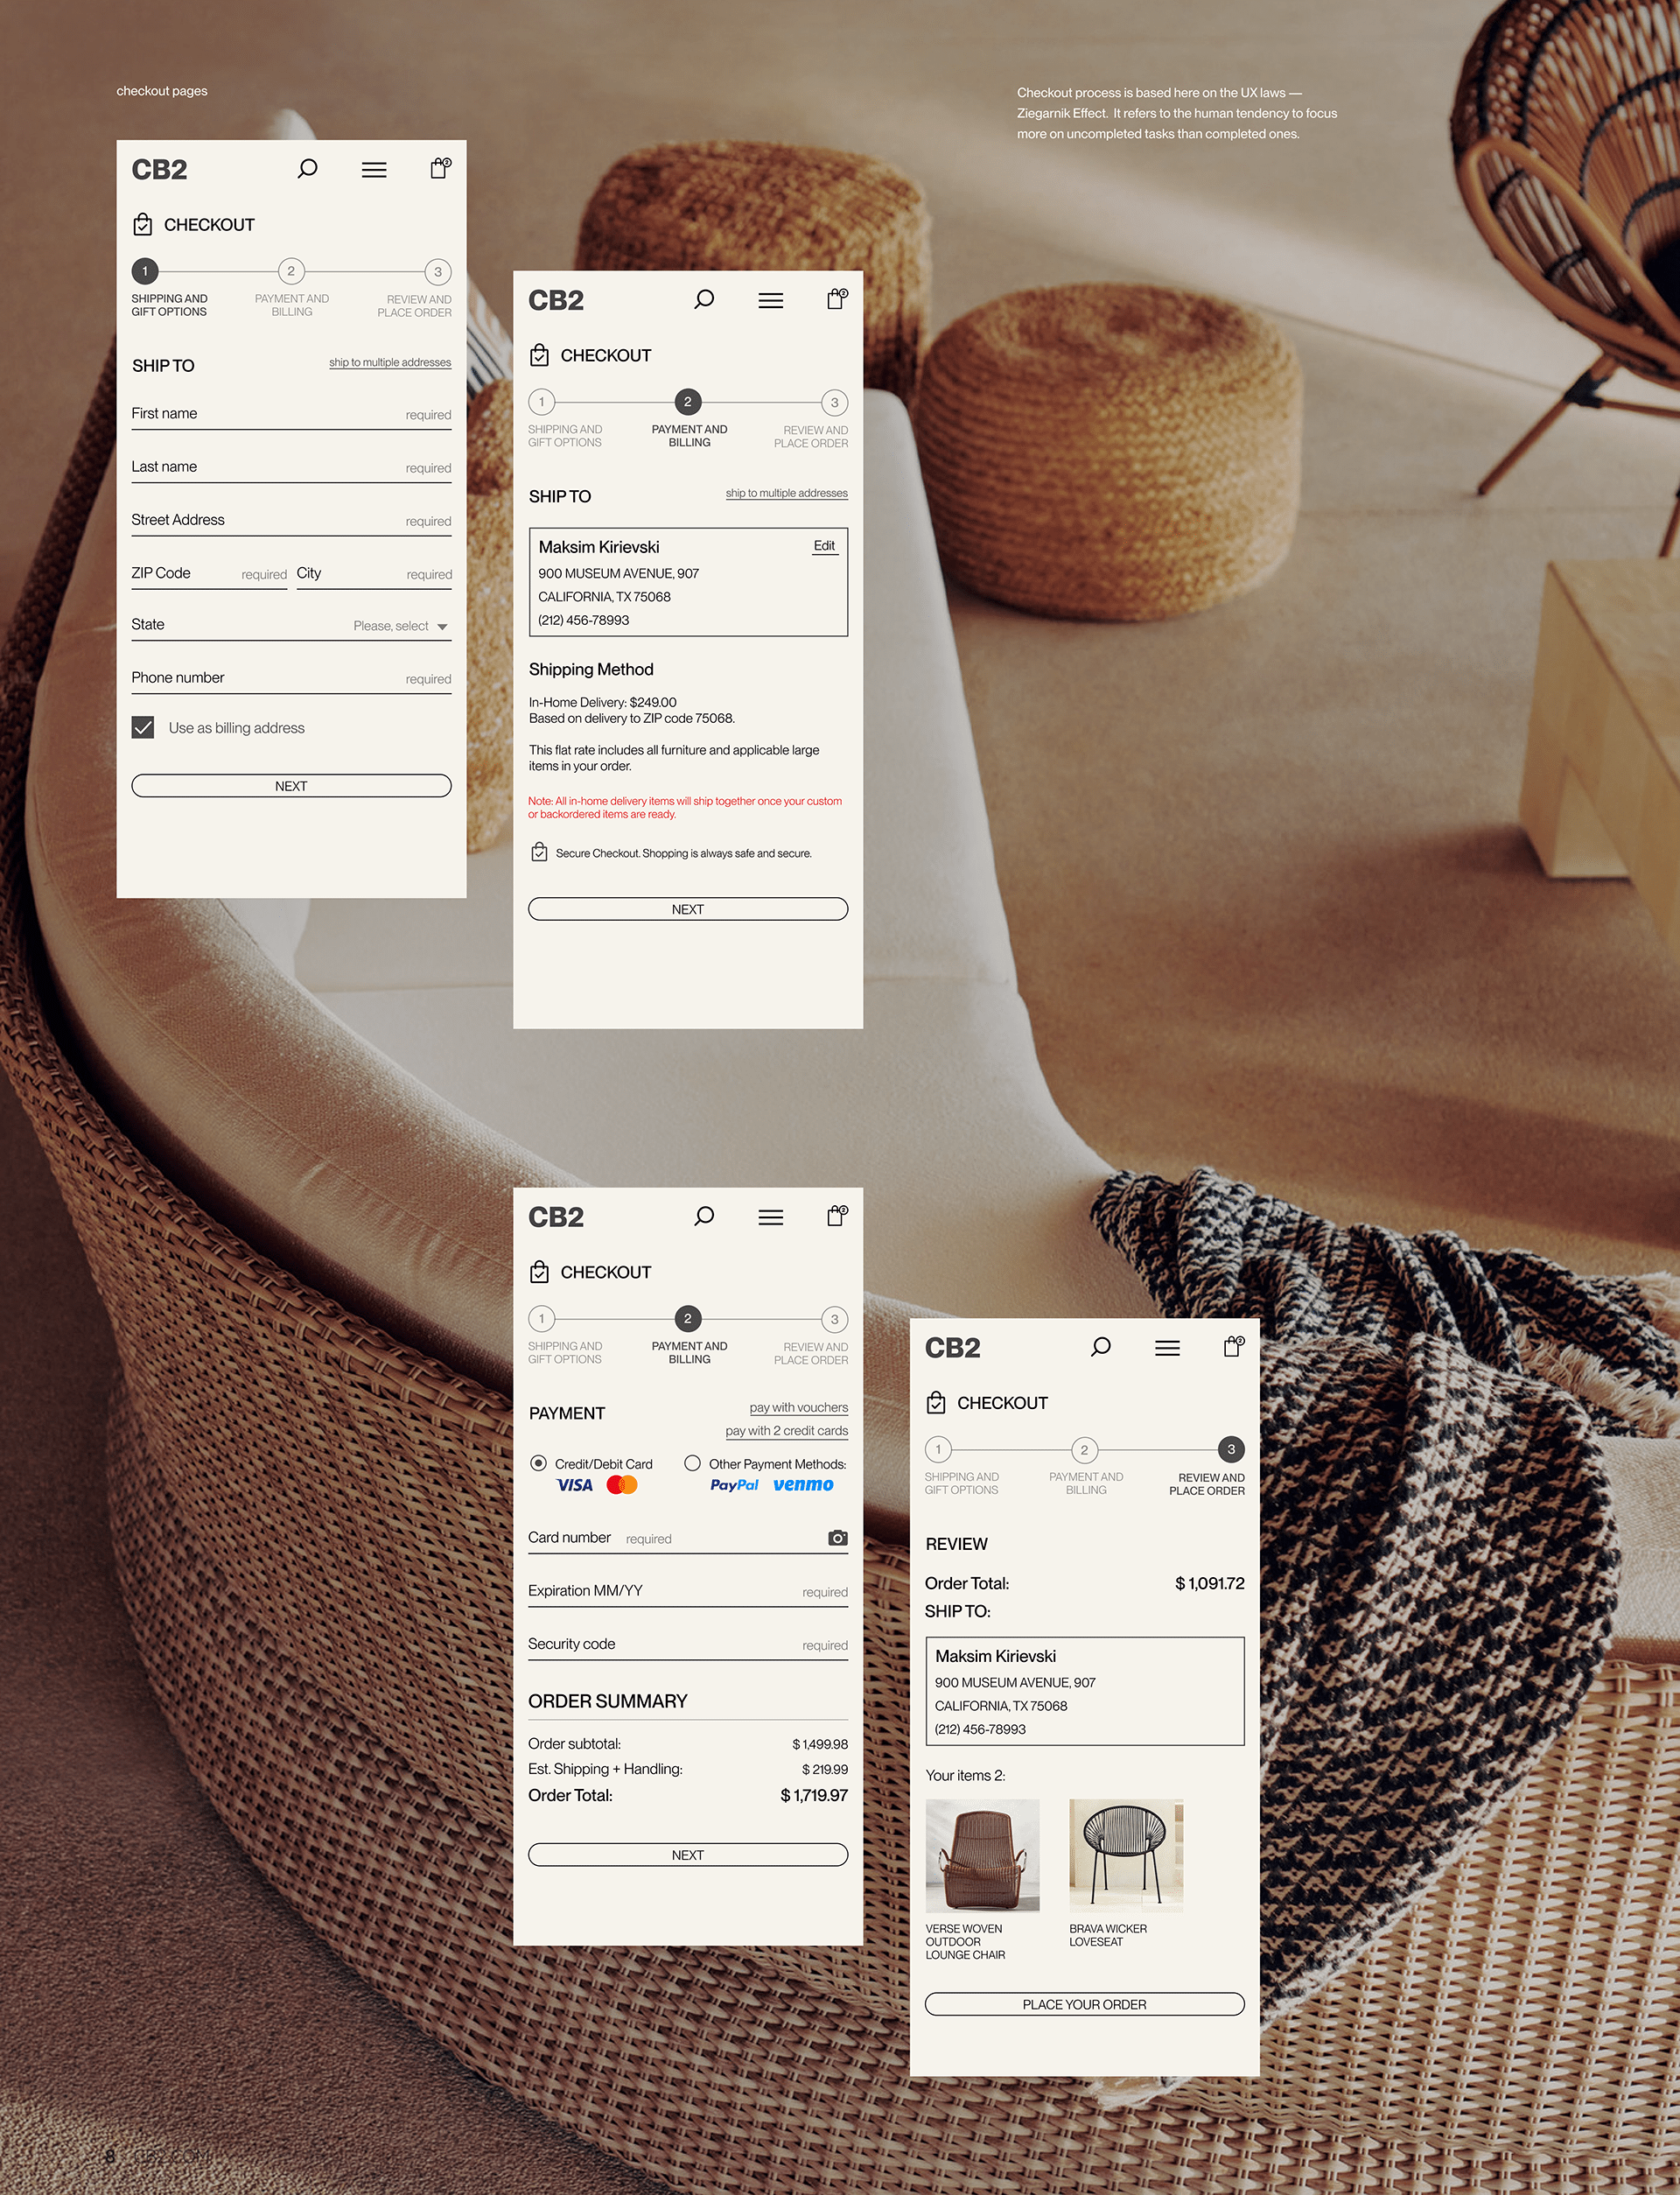 checkout pages
Checkout process is based here on the UX laws —
Ziegarnik Effect. It refers to the human tendency to focus
more on uncompleted tasks than completed ones.
CB2
2
CHECKOUT
1
2
3
SHIPPING AND
GIFT OPTIONS
PAYMENT AND
BILLING
REVIEW AND
PLACE ORDER
SHIP TO
ship to multiple addresses
First name required
Last name required
Street Address required
ZIP Code required City required
State Please, select
Phone number required
Use as billing address
NEXT
CB2
2
CHECKOUT
1
2
3
SHIPPING AND
GIFT OPTIONS
PAYMENT AND
BILLING
REVIEW AND
PLACE ORDER
SHIP TO
ship to multiple addresses
Maksim Kirievski Edit
900 MUSEUM AVENUE, 907
CALIFORNIA, TX 75068
(212) 456-78993
Shipping Method
In-Home Delivery: $249.00
Based on delivery to ZIP code 75068.
This flat rate includes all furniture and applicable large
items in your order.
Note: All in-home delivery items will ship together once your custom
or backordered items are ready.
Secure Checkout. Shopping is always safe and secure.
NEXT
CB2
2
CHECKOUT
1
2
3
SHIPPING AND
GIFT OPTIONS
PAYMENT AND
BILLING
REVIEW AND
PLACE ORDER
PAYMENT
pay with vouchers
pay with 2 credit cards
Credit/Debit Card
Other Payment Methods:
VISA
PayPal venmo
Card number required
Expiration MM/YY required
Security code required
ORDER SUMMARY
Order subtotal: $ 1,499.98
Est. Shipping + Handling: $ 219.99
Order Total: $ 1,719.97
NEXT
CB2
2
CHECKOUT
1
2
3
SHIPPING AND
GIFT OPTIONS
PAYMENT AND
BILLING
REVIEW AND
PLACE ORDER
REVIEW
Order Total: $ 1,091.72
SHIP TO:
Maksim Kirievski
900 MUSEUM AVENUE, 907
CALIFORNIA, TX 75068
(212) 456-78993
Your items 2:
VERSE WOVEN
OUTDOOR
LOUNGE CHAIR
BRAVA WICKER
LOVESEAT
PLACE YOUR ORDER
8 CB2.COM